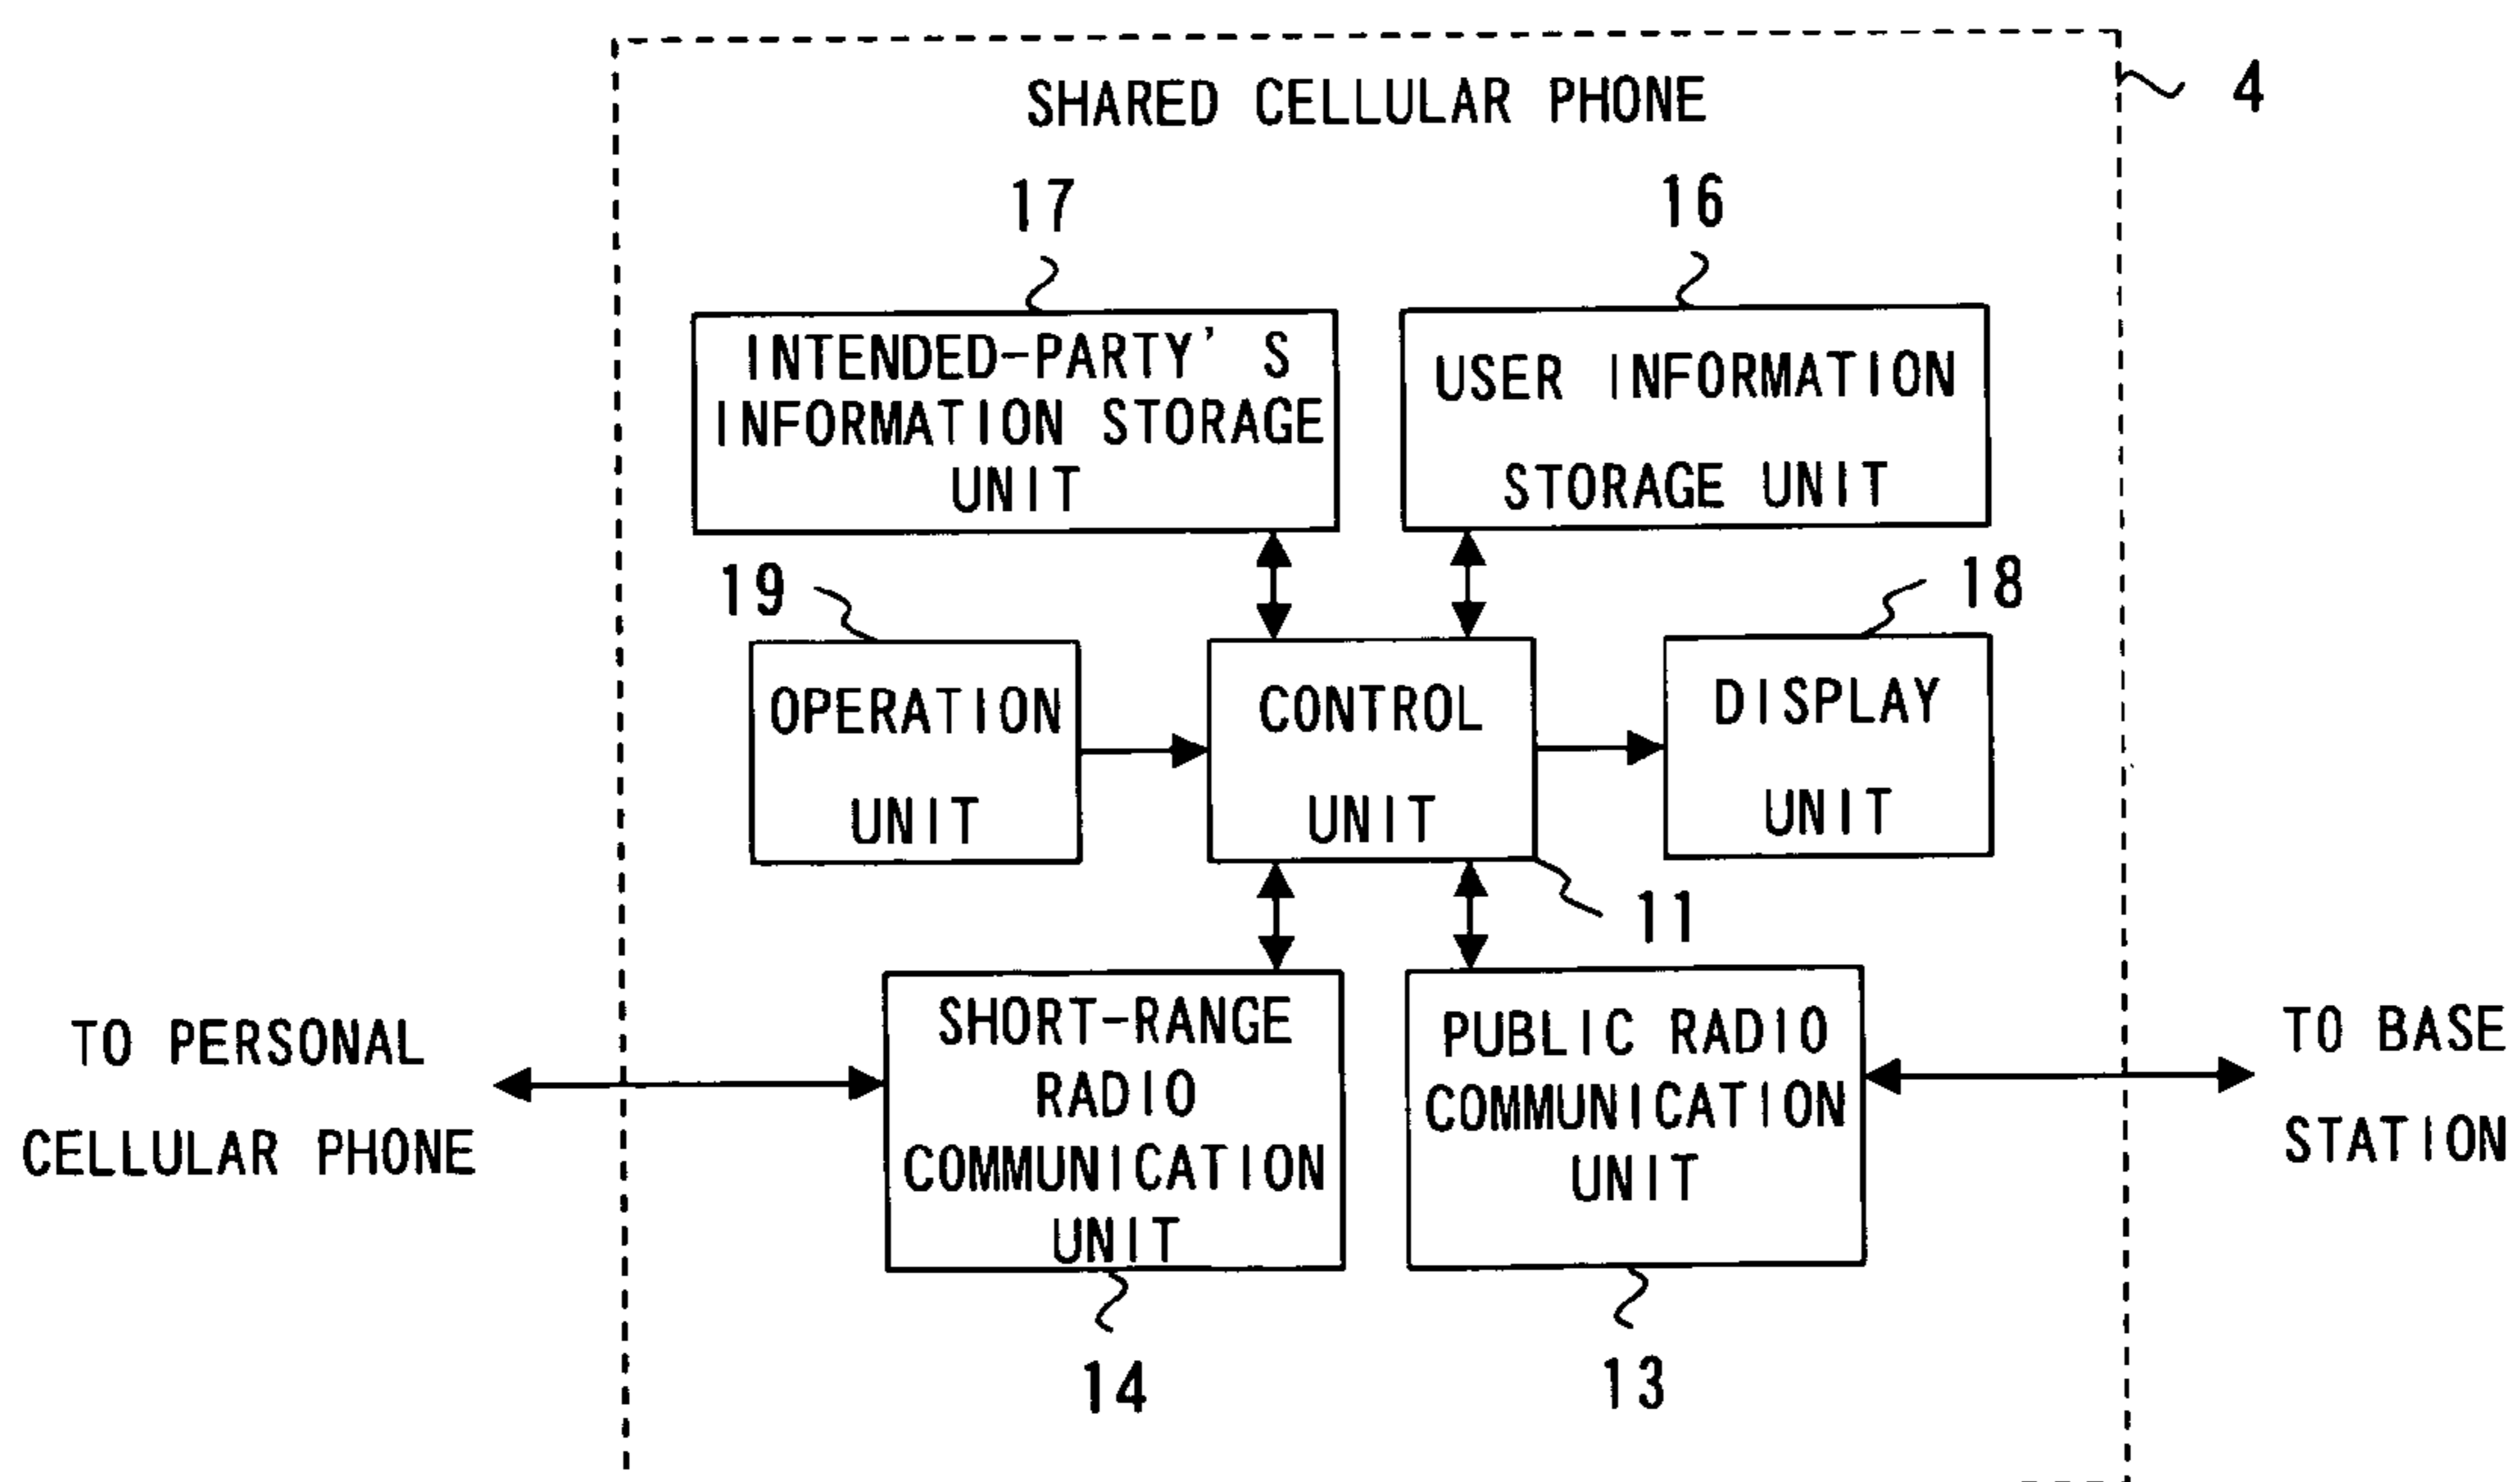 SHARED CELLULAR PHONE
4
17
16
INTENDED-PARTY'S
INFORMATION STORAGE
UNIT
USER INFORMATION
STORAGE UNIT
19
18
OPERATION
UNIT
CONTROL
UNIT
DISPLAY
UNIT
11
TO PERSONAL
CELLULAR PHONE
SHORT-RANGE
RADIO
COMMUNICATION
UNIT
PUBLIC RADIO
COMMUNICATION
UNIT
TO BASE
STATION
14
13